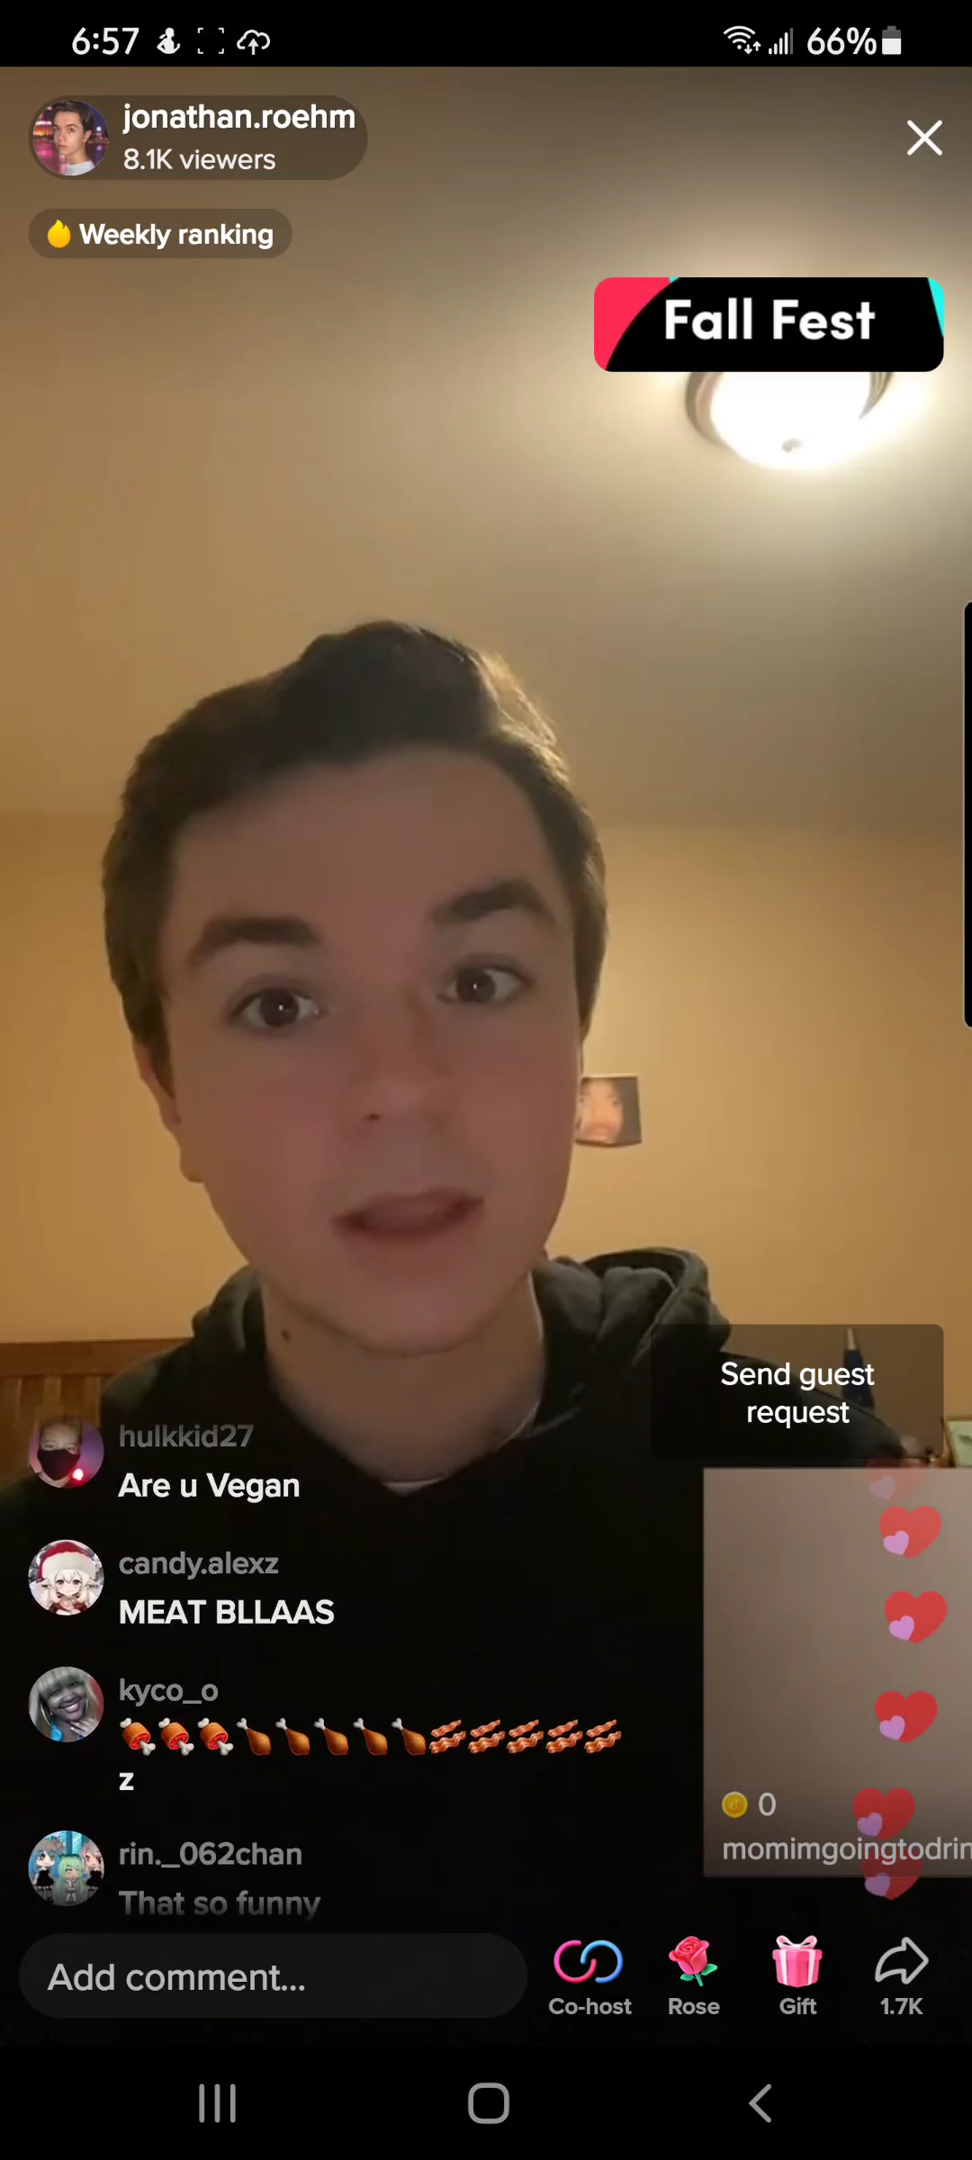 6:57
66%
jonathan.roehm
8.1K viewers
Weekly ranking
Fall Fest
Send guest
request
hulkkid27
Are u Vegan
candy.alexz
MEAT BLLAAS
kyco_o
🍖🍖🍖🍗🍗🍗🍗🍗🥓🥓🥓🥓🥓
z
rin._062chan
That so funny
0
momimgoingtodrin
Add comment...
Co-host
Rose
Gift
1.7K